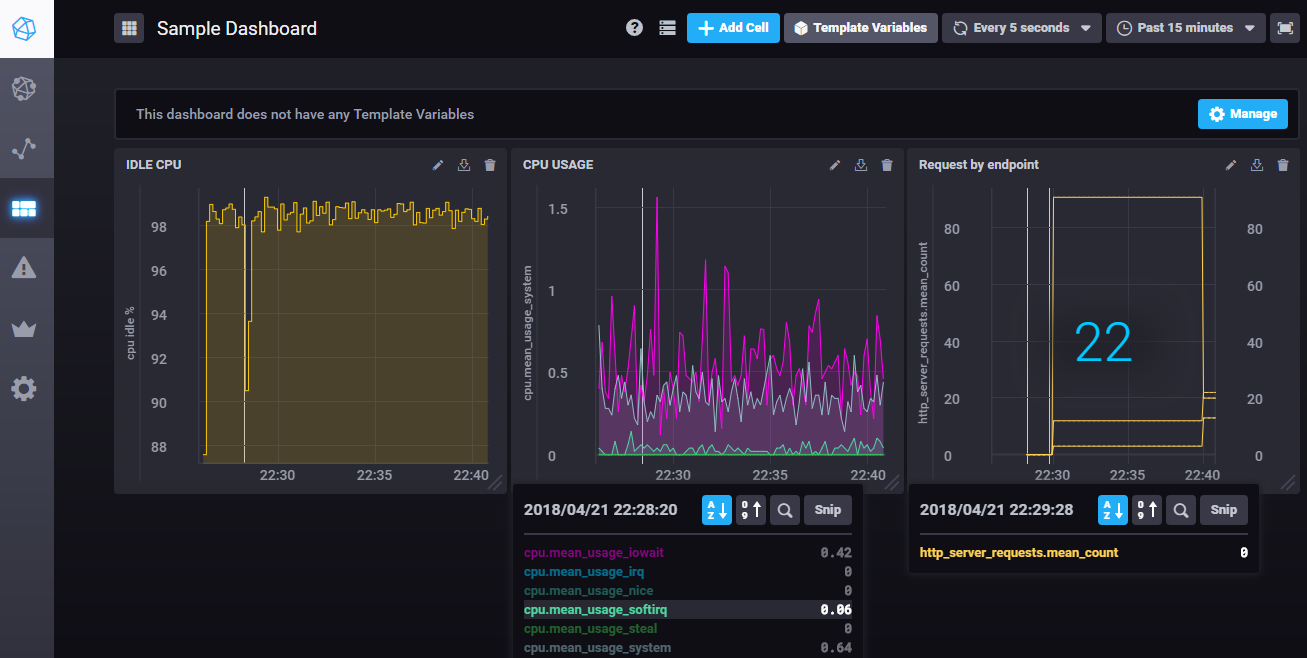 Sample Dashboard
? Add Cell Template Variables Every 5 seconds Past 15 minutes
This dashboard does not have any Template Variables Manage
IDLE CPU
cpu idle %
98
96
94
92
90
88
22:30 22:35 22:40
CPU USAGE
cpu.mean_usage_system
1.5
1
0.5
0
22:30 22:35 22:40
Request by endpoint
http_server_requests.mean_count
80 80
60 60
40 40
22
20 20
0 0
22:30 22:35 22:40
2018/04/21 22:28:20 A Z 0 9 Snip
cpu.mean_usage_iowait 0.42
cpu.mean_usage_irq 0
cpu.mean_usage_nice 0
cpu.mean_usage_softirq 0.06
cpu.mean_usage_steal 0
cpu.mean_usage_system 0.64
2018/04/21 22:29:28 A Z 0 9 Snip
http_server_requests.mean_count 0